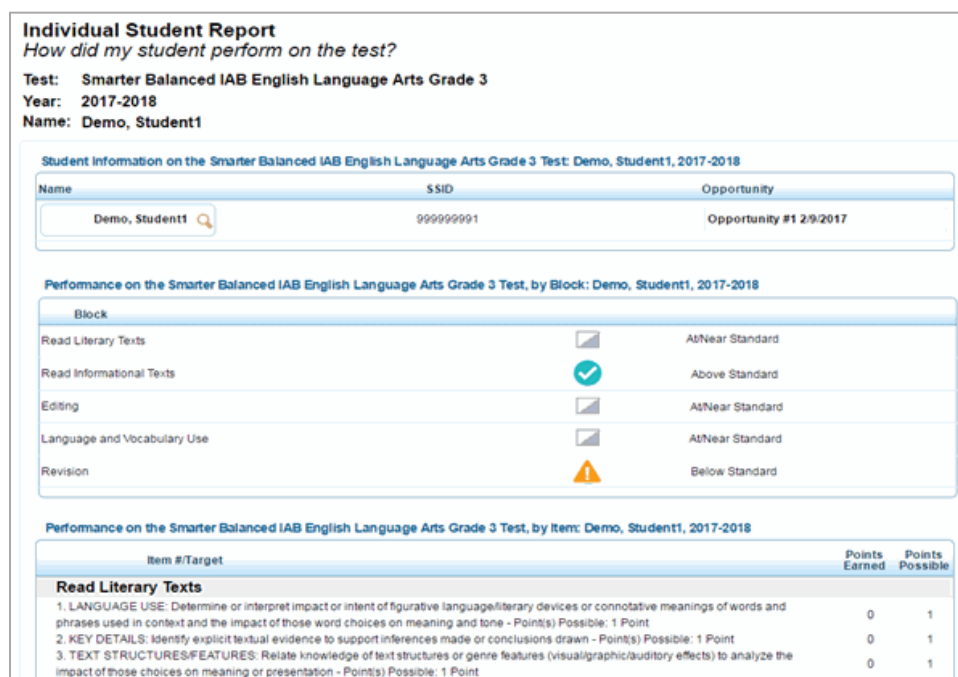 Individual Student Report
How did my student perform on the test?
Test: Smarter Balanced IAB English Language Arts Grade 3
Year: 2017-2018
Name: Demo, Student1
Student Information on the Smarter Balanced IAB English Language Arts Grade 3 Test: Demo, Student1, 2017-2018
Name SSID Opportunity
Demo, Student1 999999991 Opportunity #1 2/9/2017
Performance on the Smarter Balanced IAB English Language Arts Grade 3 Test, by Block: Demo, Student1, 2017-2018
Block
Read Literary Texts At/Near Standard
Read Informational Texts Above Standard
Editing At/Near Standard
Language and Vocabulary Use At/Near Standard
Revision Below Standard
Performance on the Smarter Balanced IAB English Language Arts Grade 3 Test, by Item: Demo, Student1, 2017-2018
Item #/Target Points Earned Points Possible
Read Literary Texts
1. LANGUAGE USE: Determine or interpret impact or intent of figurative language/literary devices or connotative meanings of words and
phrases used in context and the impact of those word choices on meaning and tone - Point(s) Possible: 1 Point 0 1
2. KEY DETAILS: Identify explicit textual evidence to support inferences made or conclusions drawn - Point(s) Possible: 1 Point 0 1
3. TEXT STRUCTURES/FEATURES: Relate knowledge of text structures or genre features (visual/graphic/auditory effects) to analyze the
impact of those choices on meaning or presentation - Point(s) Possible: 1 Point 0 1